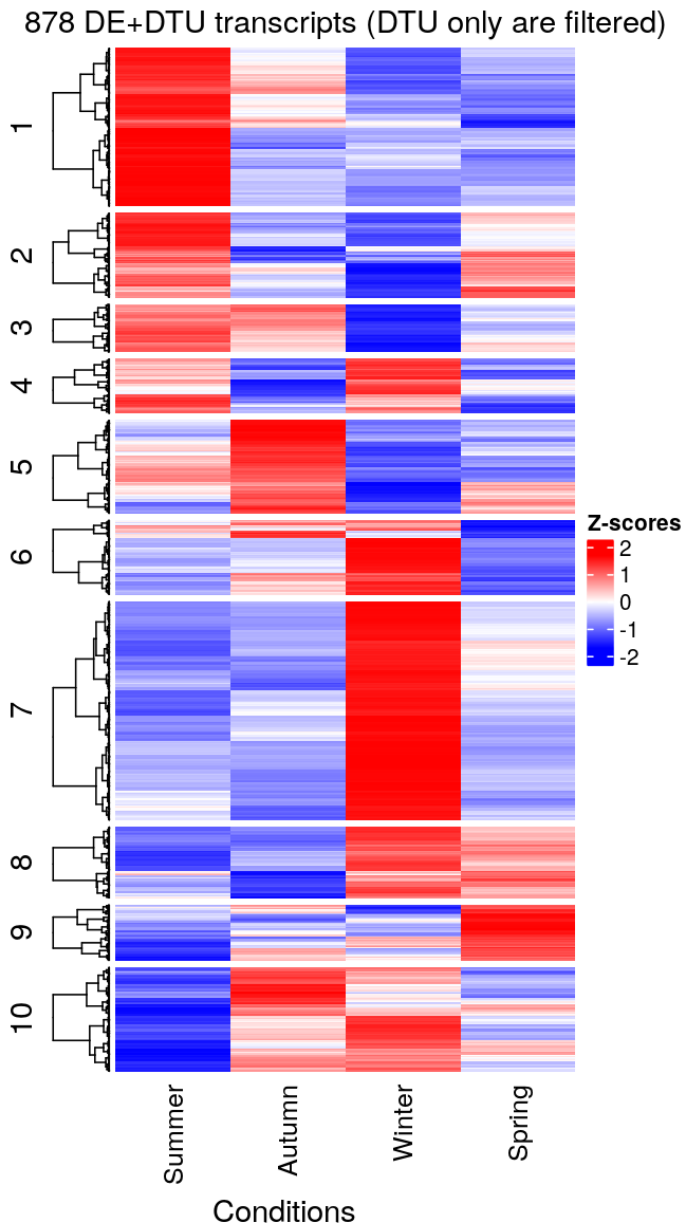 878 DE+DTU transcripts (DTU only are filtered)
1
2
3
4
5
6
7
8
9
10
Z-scores
2
1
0
-1
-2
Summer
Autumn
Winter
Spring
Conditions